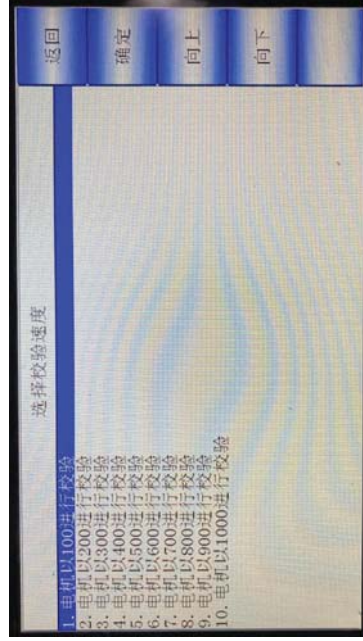 选择校验速度
1. 电机以100进行校验
2. 电机以200进行校验
3. 电机以300进行校验
4. 电机以400进行校验
5. 电机以500进行校验
6. 电机以600进行校验
7. 电机以700进行校验
8. 电机以800进行校验
9. 电机以900进行校验
10. 电机以1000进行校验
返回
确定
向上
向下